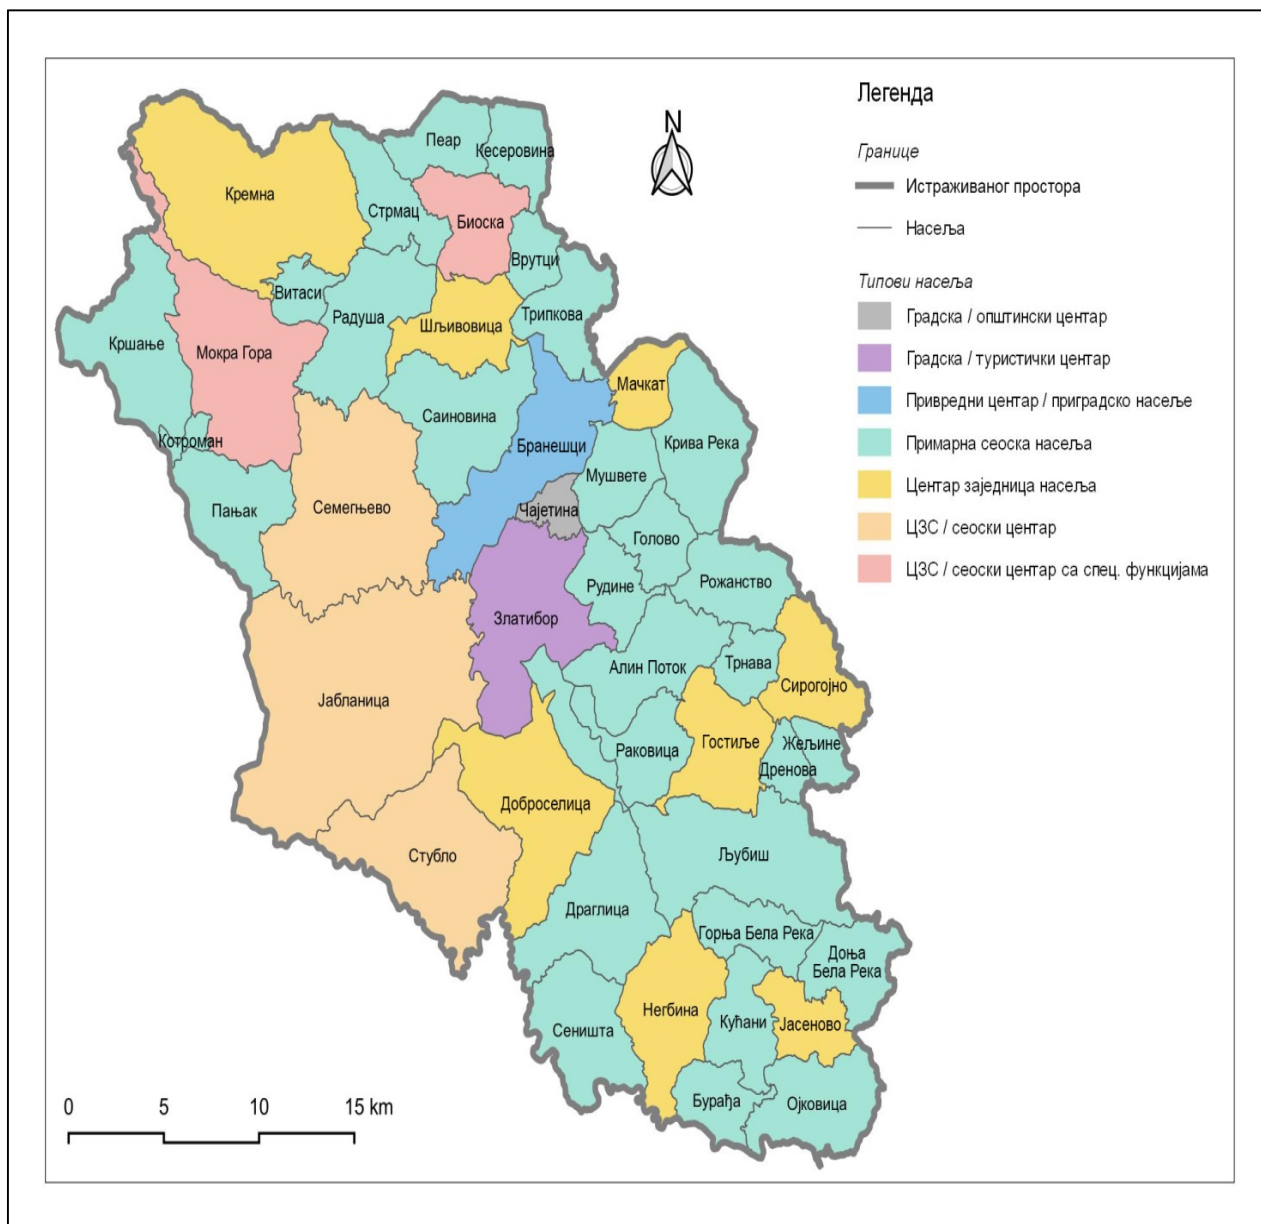 Легенда
Границе
Истраживаног простора
Насеља
Типови насеља
Градска / општински центар
Градска / туристички центар
Привредни центар / приградско насеље
Примарна сеоска насеља
Центар заједница насеља
ЦЗС / сеоски центар
ЦЗС / сеоски центар са спец. функцијама
N
Пеар
Кесеровина
Кремна
Стрмац
Биоска
Врутци
Витаси
Радуша
Шљивовица
Трипкова
Кршање
Мокра Гора
Мачкат
Саиновина
Бранешци
Крива Река
Котроман
Мушвете
Пањак
Семегњево
Чајетина
Голово
Рудине
Рожанство
Златибор
Алин Поток
Трнава
Сирогојно
Јабланица
Раковица
Гостиље
Жељине
Дренова
Доброселица
Стубло
Љубиш
Драглица
Горња Бела Река
Доња
Бела Река
Сеништа
Негбина
Кућани
Јасеново
Бурађа
Ојковица
0 5 10 15 km